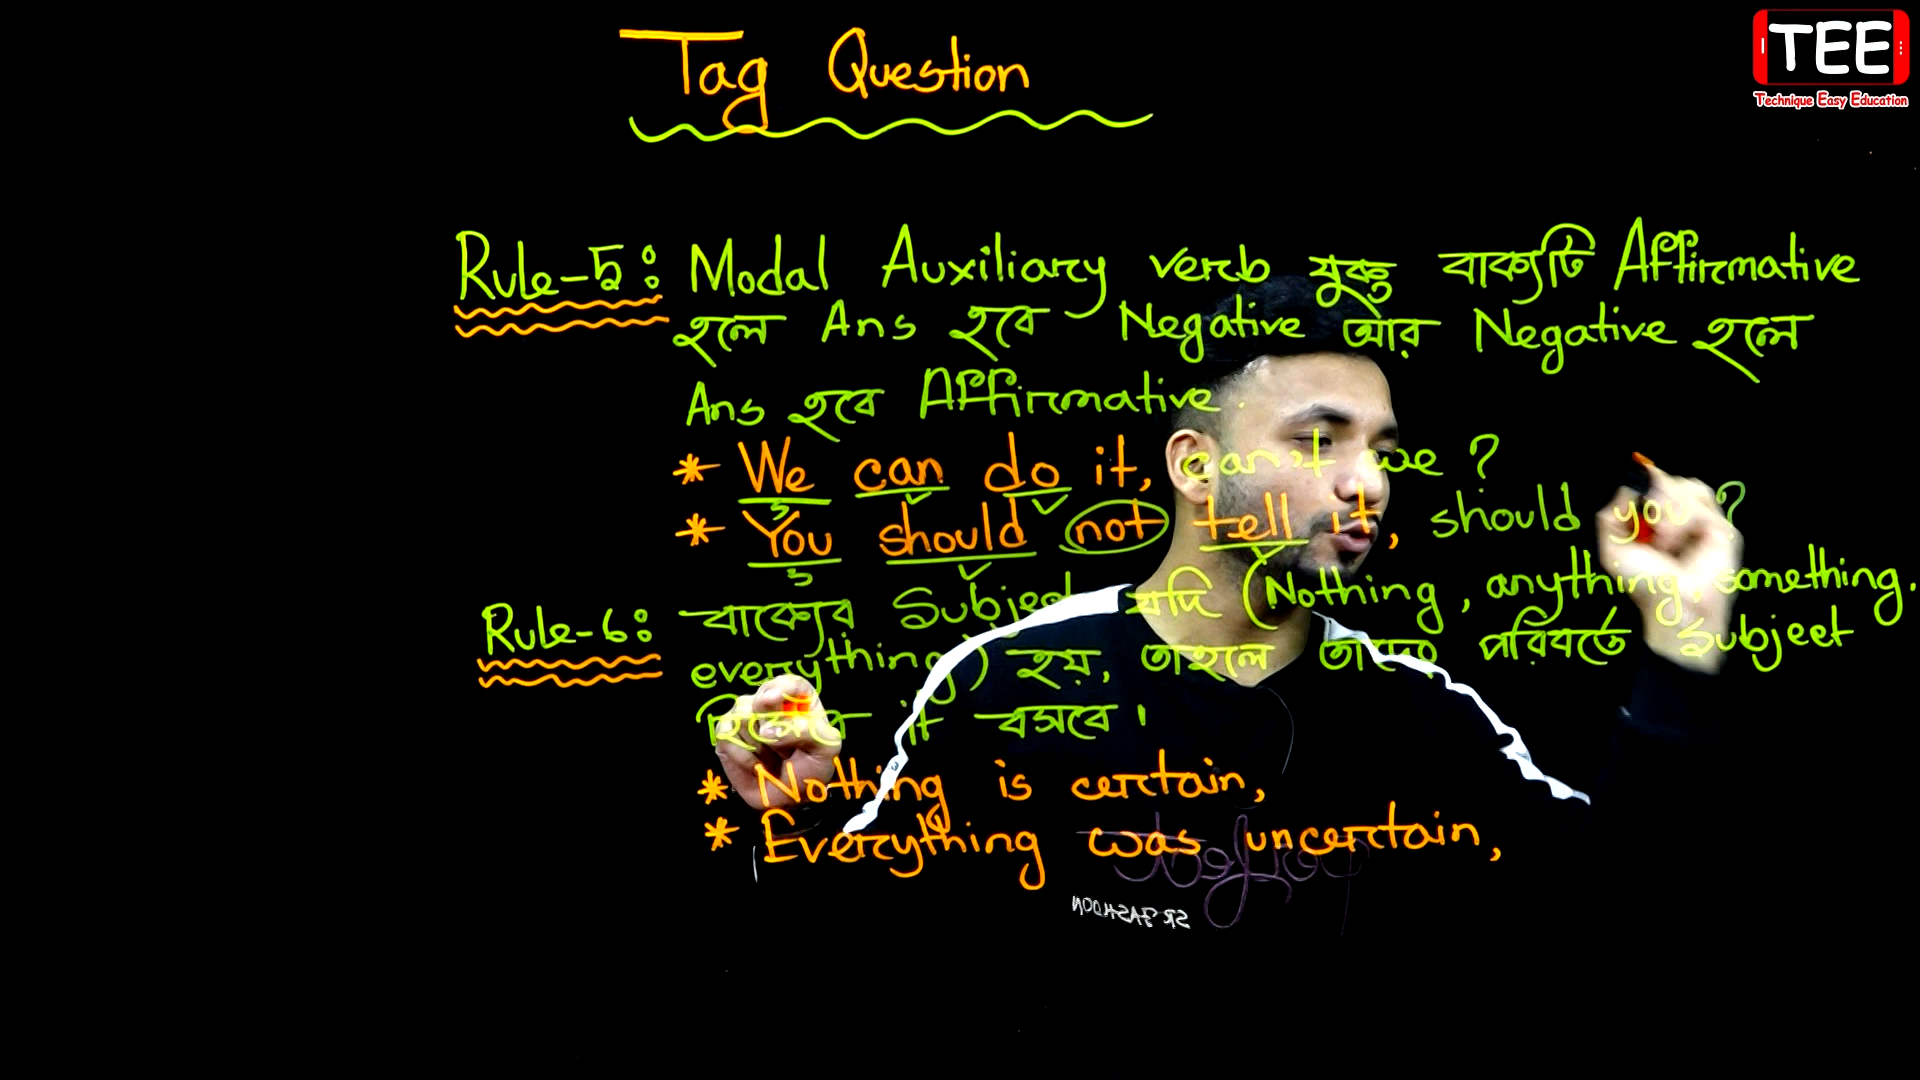 TEE
Technique Easy Education
Tag Question
Rule-5: Modal Auxiliary verb যুক্ত বাক্যটি Affirmative
হলে Ans হবে Negative আর Negative হলে
Ans হবে Affirmative.
* We can do it, can't we ?
* You should not tell it, should you ?
Rule-6: বাক্যের Subject যদি (Nothing, anything, something,
everything) হয়, তাহলে তাদের পরিবর্তে Subject
হিসেবে it বসবে।
* Nothing is certain,
* Everything was uncertain,